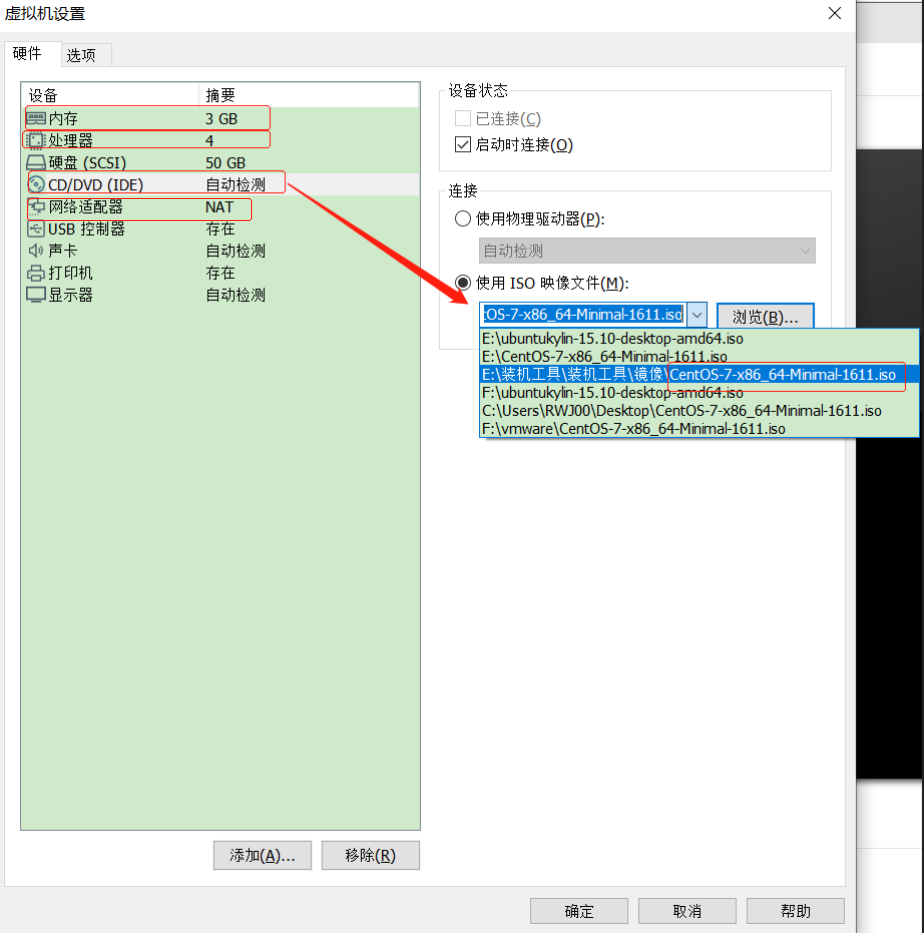 虚拟机设置
硬件 选项
设备 摘要
内存 3 GB
处理器 4
硬盘 (SCSI) 50 GB
CD/DVD (IDE) 自动检测
网络适配器 NAT
USB 控制器 存在
声卡 自动检测
打印机 存在
显示器 自动检测
添加(A)... 移除(R)
设备状态
已连接(C)
启动时连接(O)
连接
使用物理驱动器(P):
自动检测
使用 ISO 映像文件(M):
:OS-7-x86_64-Minimal-1611.iso 浏览(B)...
E:\ubuntukylin-15.10-desktop-amd64.iso
E:\CentOS-7-x86_64-Minimal-1611.iso
E:\装机工具\装机工具\镜像\CentOS-7-x86_64-Minimal-1611.iso
F:\ubuntukylin-15.10-desktop-amd64.iso
C:\Users\RWJ00\Desktop\CentOS-7-x86_64-Minimal-1611.iso
F:\vmware\CentOS-7-x86_64-Minimal-1611.iso
确定 取消 帮助